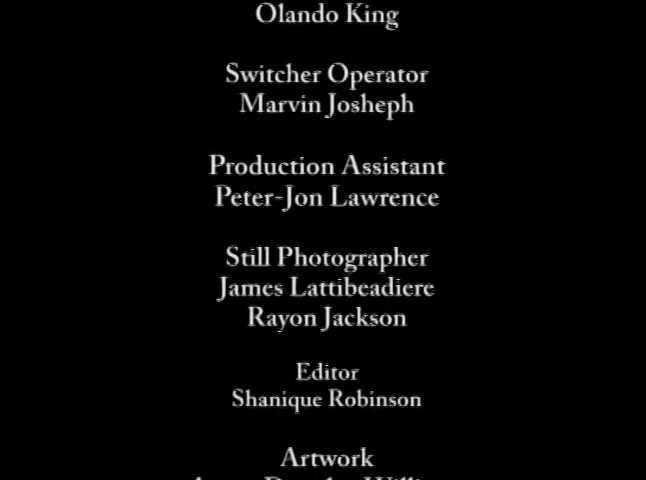 Olando King
Switcher Operator
Marvin Josheph
Production Assistant
Peter-Jon Lawrence
Still Photographer
James Lattibeadiere
Rayon Jackson
Editor
Shanique Robinson
Artwork